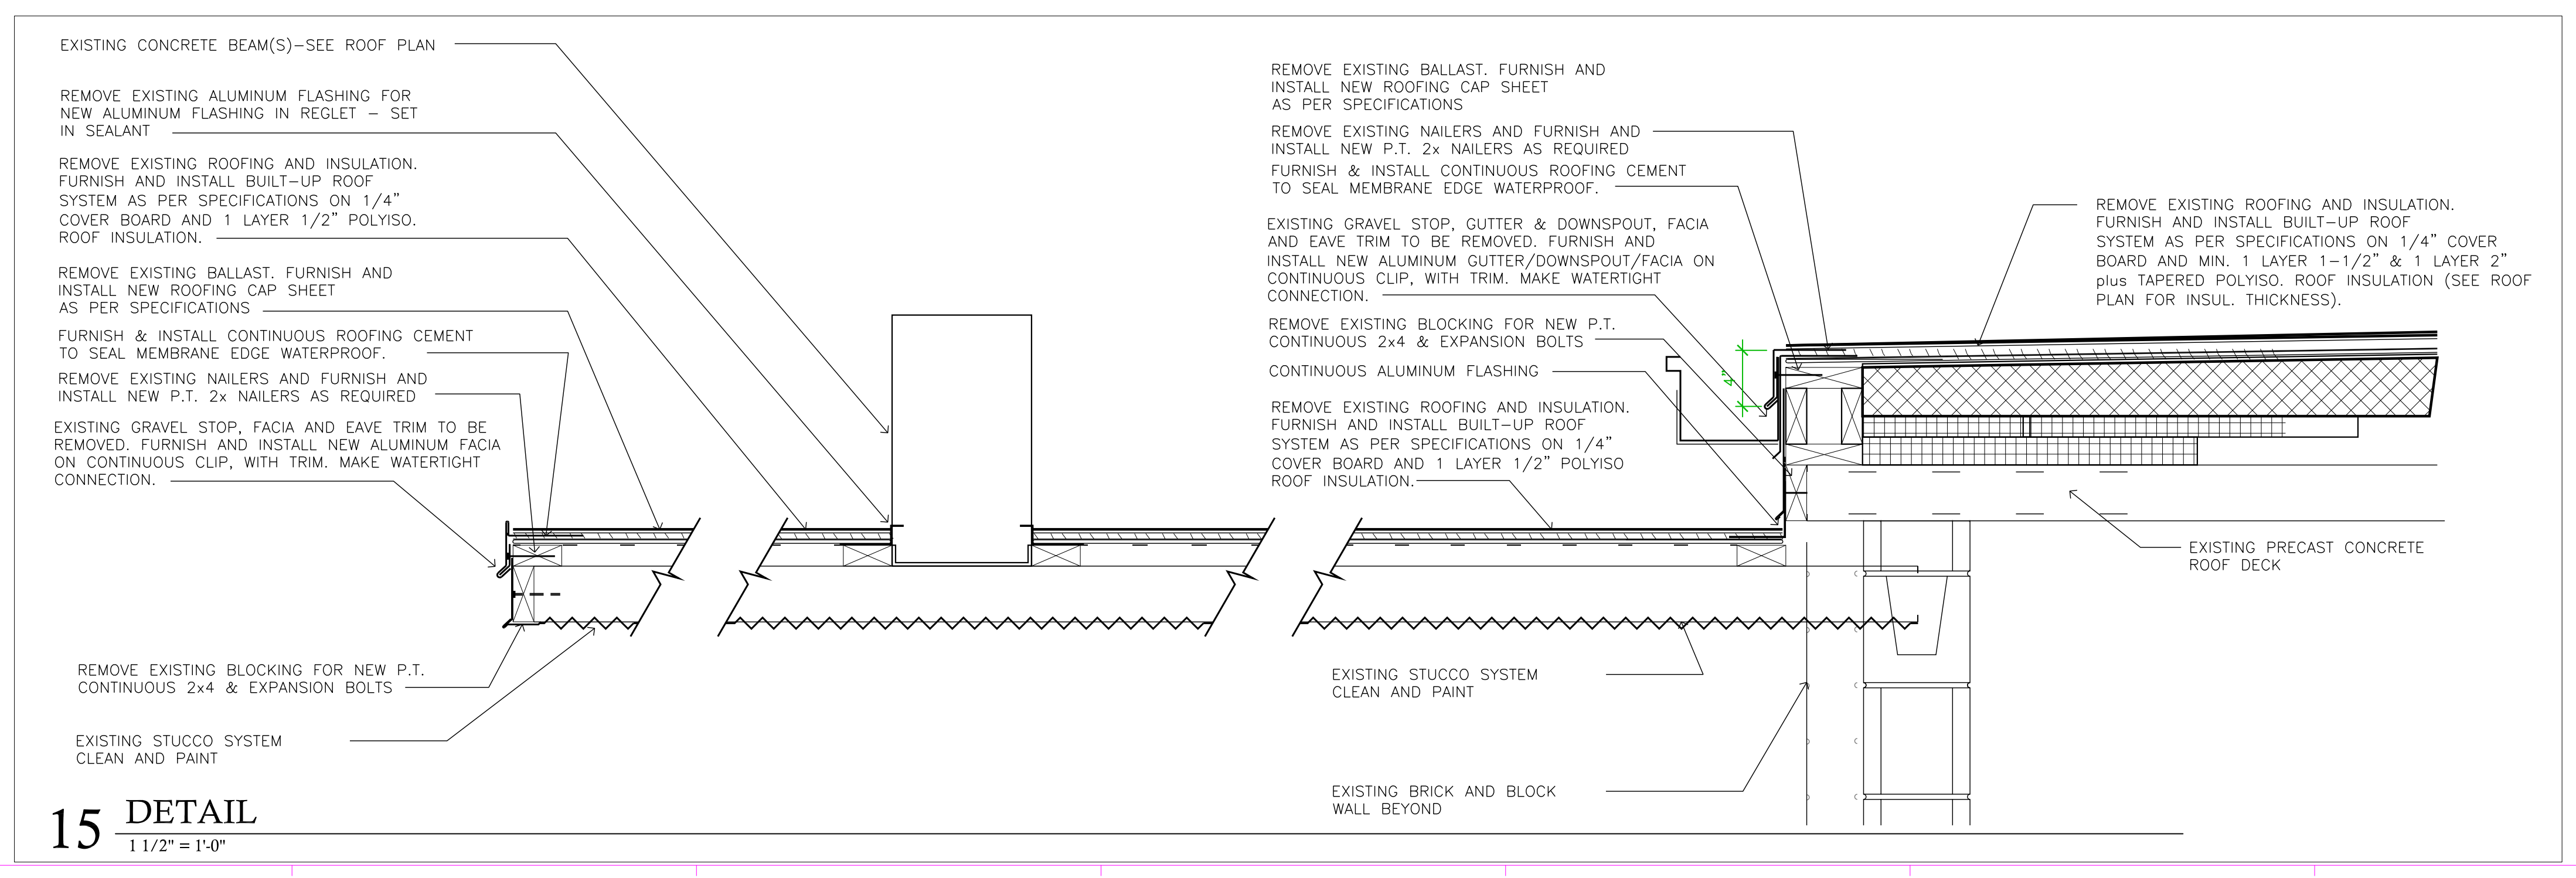 EXISTING CONCRETE BEAM(S)-SEE ROOF PLAN
REMOVE EXISTING ALUMINUM FLASHING FOR
NEW ALUMINUM FLASHING IN REGLET - SET
IN SEALANT
REMOVE EXISTING ROOFING AND INSULATION.
FURNISH AND INSTALL BUILT-UP ROOF
SYSTEM AS PER SPECIFICATIONS ON 1/4"
COVER BOARD AND 1 LAYER 1/2" POLYISO.
ROOF INSULATION.
REMOVE EXISTING BALLAST. FURNISH AND
INSTALL NEW ROOFING CAP SHEET
AS PER SPECIFICATIONS
FURNISH & INSTALL CONTINUOUS ROOFING CEMENT
TO SEAL MEMBRANE EDGE WATERPROOF.
REMOVE EXISTING NAILERS AND FURNISH AND
INSTALL NEW P.T. 2x NAILERS AS REQUIRED
EXISTING GRAVEL STOP, FACIA AND EAVE TRIM TO BE
REMOVED. FURNISH AND INSTALL NEW ALUMINUM FACIA
ON CONTINUOUS CLIP, WITH TRIM. MAKE WATERTIGHT
CONNECTION.
REMOVE EXISTING BLOCKING FOR NEW P.T.
CONTINUOUS 2x4 & EXPANSION BOLTS
EXISTING STUCCO SYSTEM
CLEAN AND PAINT
REMOVE EXISTING BALLAST. FURNISH AND
INSTALL NEW ROOFING CAP SHEET
AS PER SPECIFICATIONS
REMOVE EXISTING NAILERS AND FURNISH AND
INSTALL NEW P.T. 2x NAILERS AS REQUIRED
FURNISH & INSTALL CONTINUOUS ROOFING CEMENT
TO SEAL MEMBRANE EDGE WATERPROOF.
EXISTING GRAVEL STOP, GUTTER & DOWNSPOUT, FACIA
AND EAVE TRIM TO BE REMOVED. FURNISH AND
INSTALL NEW ALUMINUM GUTTER/DOWNSPOUT/FACIA ON
CONTINUOUS CLIP, WITH TRIM. MAKE WATERTIGHT
CONNECTION.
REMOVE EXISTING BLOCKING FOR NEW P.T.
CONTINUOUS 2x4 & EXPANSION BOLTS
CONTINUOUS ALUMINUM FLASHING
REMOVE EXISTING ROOFING AND INSULATION.
FURNISH AND INSTALL BUILT-UP ROOF
SYSTEM AS PER SPECIFICATIONS ON 1/4"
COVER BOARD AND 1 LAYER 1/2" POLYISO
ROOF INSULATION.
4"
REMOVE EXISTING ROOFING AND INSULATION.
FURNISH AND INSTALL BUILT-UP ROOF
SYSTEM AS PER SPECIFICATIONS ON 1/4" COVER
BOARD AND MIN. 1 LAYER 1-1/2" & 1 LAYER 2"
plus TAPERED POLYISO. ROOF INSULATION (SEE ROOF
PLAN FOR INSUL. THICKNESS).
EXISTING PRECAST CONCRETE
ROOF DECK
EXISTING STUCCO SYSTEM
CLEAN AND PAINT
EXISTING BRICK AND BLOCK
WALL BEYOND
15 DETAIL
1 1/2" = 1'-0"